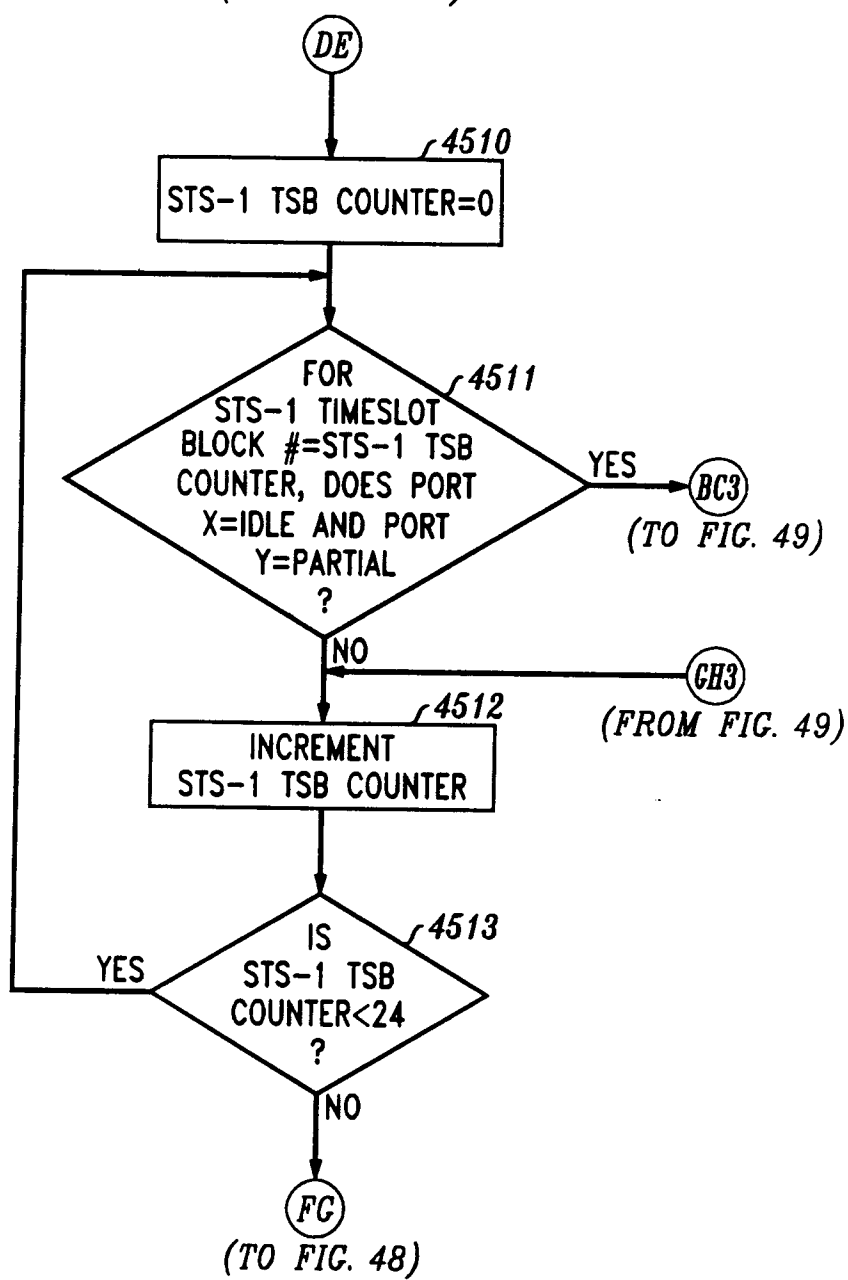 DE
4510
STS-1 TSB COUNTER=0
4511
FOR
STS-1 TIMESLOT
BLOCK #=STS-1 TSB
COUNTER, DOES PORT
X=IDLE AND PORT
Y=PARTIAL
?
YES
BC3
(TO FIG. 49)
NO
GH3
(FROM FIG. 49)
4512
INCREMENT
STS-1 TSB COUNTER
4513
IS
STS-1 TSB
COUNTER<24
?
YES
NO
FG
(TO FIG. 48)